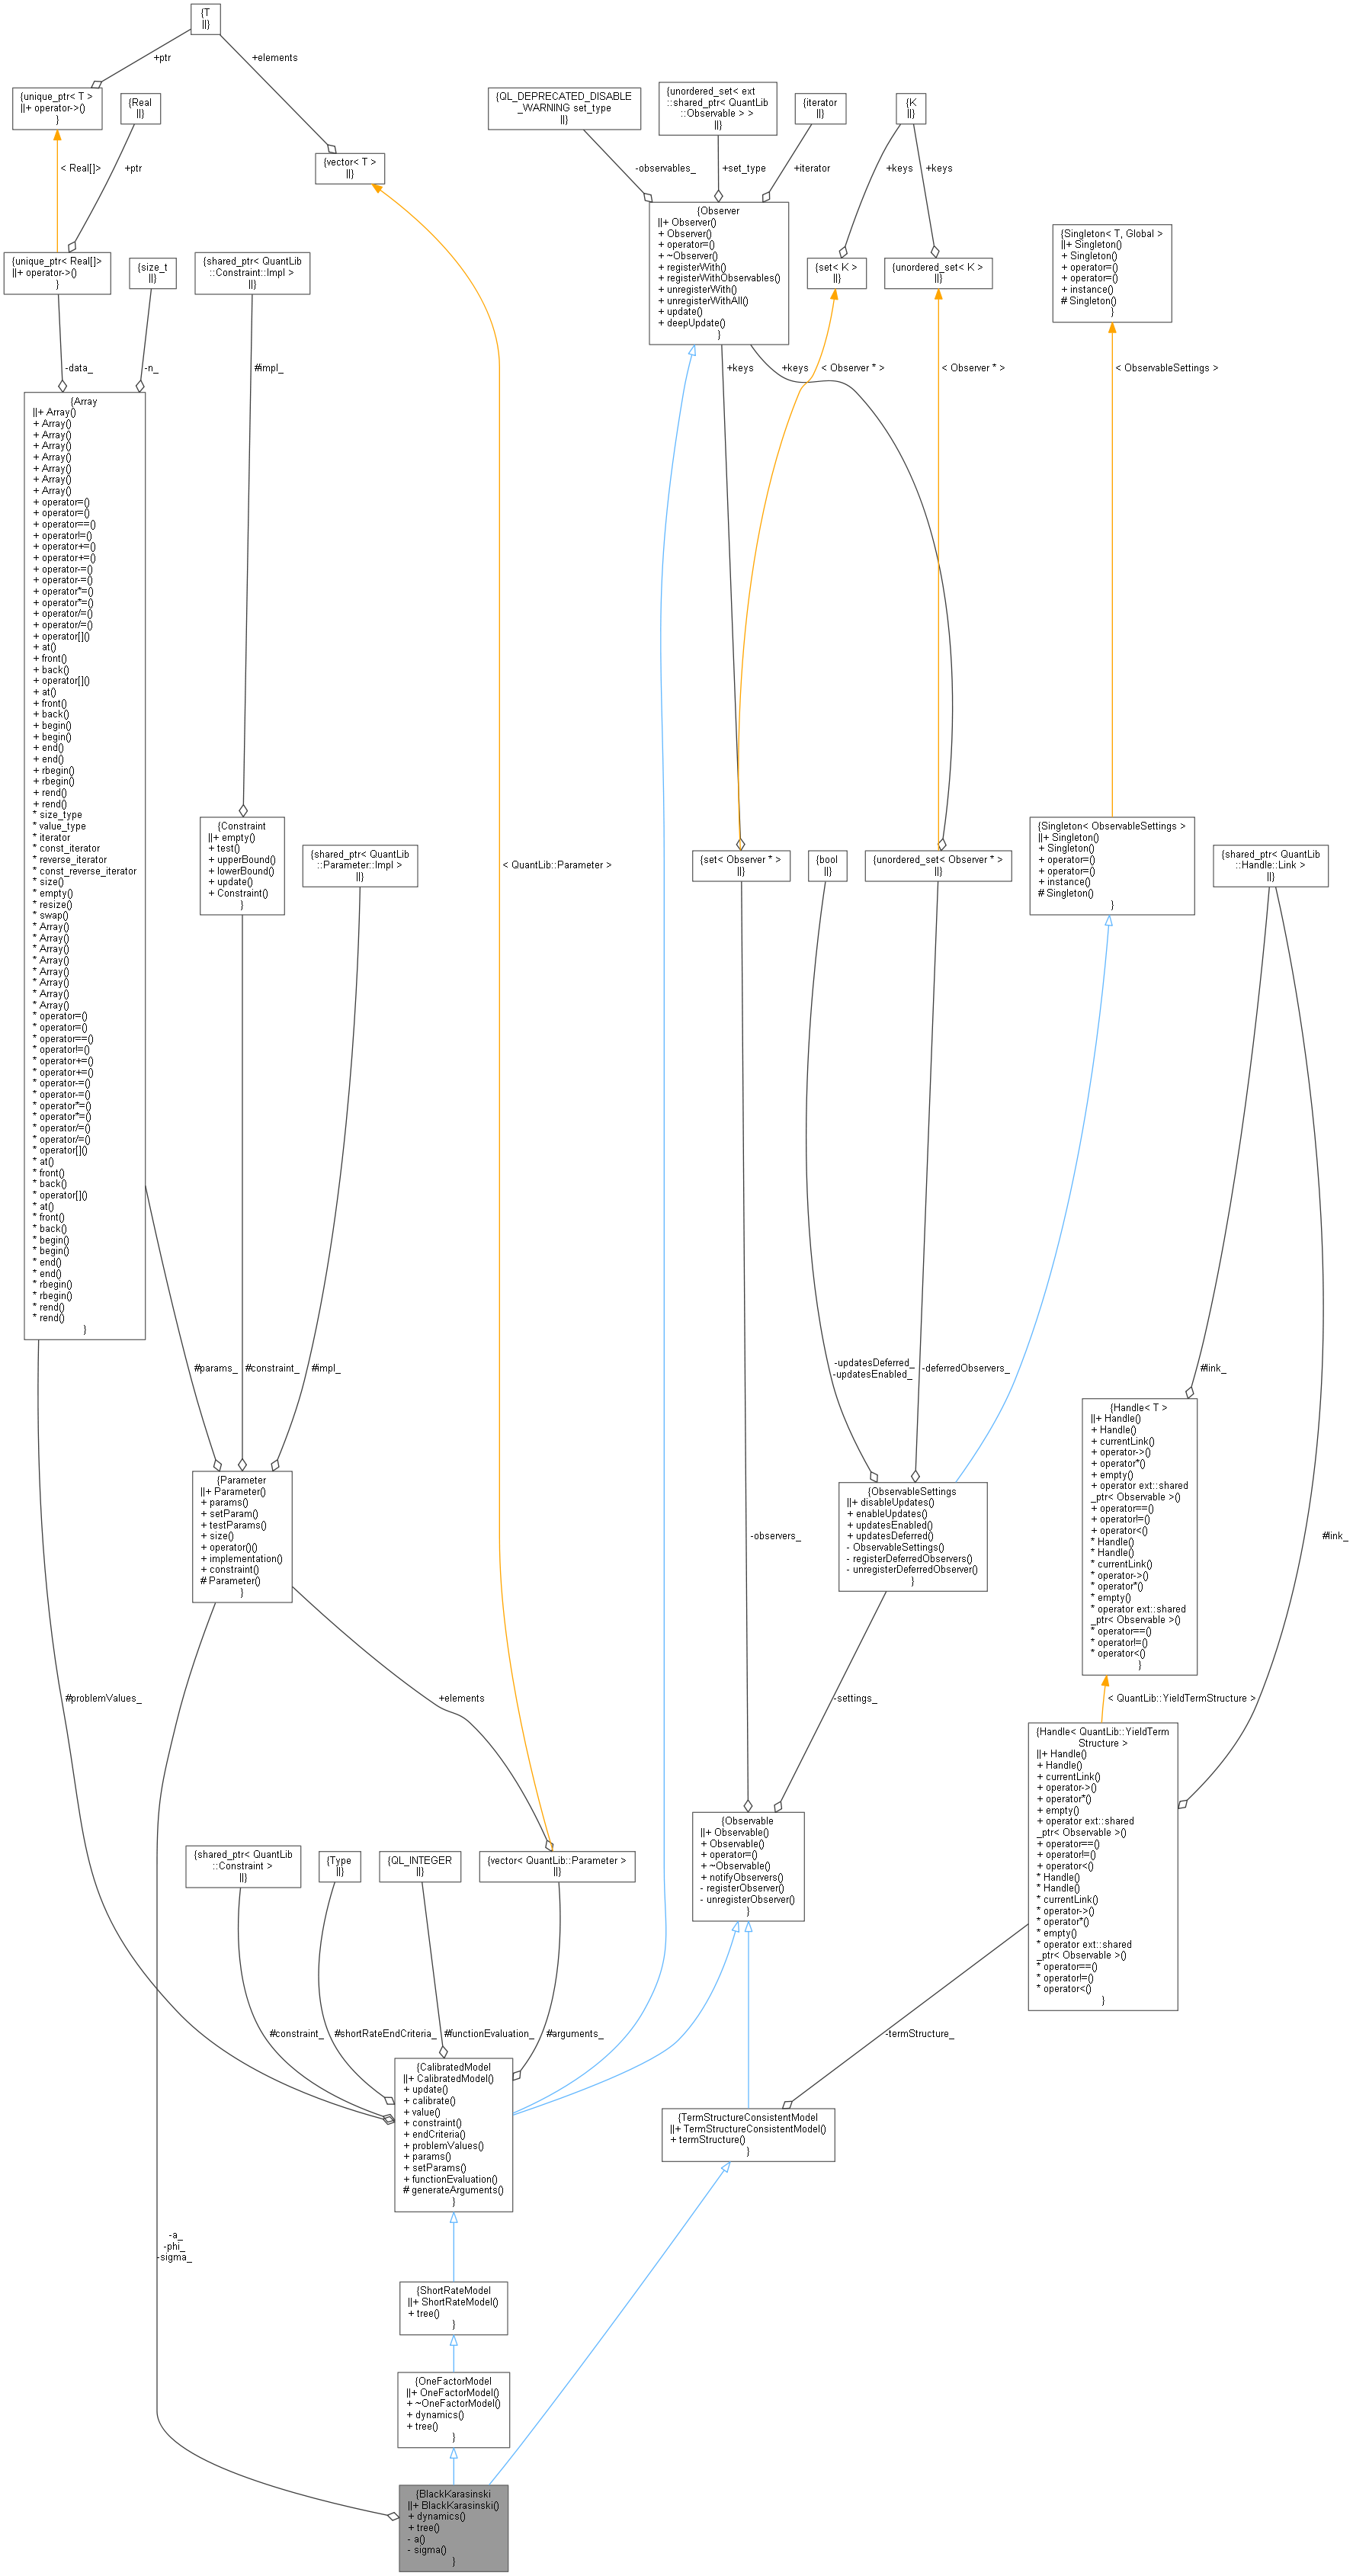 {T
||}
+ptr
+elements
{unique_ptr< T >
||+ operator->()
}
{Real
||}
{QL_DEPRECATED_DISABLE
_WARNING set_type
||}
{unordered_set< ext
::shared_ptr< QuantLib
::Observable > >
||}
{iterator
||}
{K
||}
{vector< T >
||}
< Real[]>
+ptr
-observables_
+set_type
+iterator
+keys
+keys
{Observer
||+ Observer()
+ Observer()
+ operator=()
+ ~Observer()
+ registerWith()
+ registerWithObservables()
+ unregisterWith()
+ unregisterWithAll()
+ update()
+ deepUpdate()
}
{Singleton< T, Global >
||+ Singleton()
+ Singleton()
+ operator=()
+ operator=()
+ instance()
# Singleton()
}
{unique_ptr< Real[]>
||+ operator->()
}
{size_t
||}
{shared_ptr< QuantLib
::Constraint::Impl >
||}
{set< K >
||}
{unordered_set< K >
||}
-data_
-n_
#impl_
+keys
+keys
< Observer * >
< Observer * >
< ObservableSettings >
{Array
||+ Array()
+ Array()
+ Array()
+ Array()
+ Array()
+ Array()
+ Array()
+ Array()
+ operator=()
+ operator=()
+ operator==()
+ operator!=()
+ operator+=()
+ operator+=()
+ operator-=()
+ operator-=()
+ operator*=()
+ operator*=()
+ operator/=()
+ operator/=()
+ operator[]()
+ at()
+ front()
+ back()
+ operator[]()
+ at()
+ front()
+ back()
+ begin()
+ begin()
+ end()
+ end()
+ rbegin()
+ rbegin()
+ rend()
+ rend()
* size_type
* value_type
* iterator
* const_iterator
* reverse_iterator
* const_reverse_iterator
* size()
* empty()
* resize()
* swap()
* Array()
* Array()
* Array()
* Array()
* Array()
* Array()
* Array()
* Array()
* operator=()
* operator=()
* operator==()
* operator!=()
* operator+=()
* operator+=()
* operator-=()
* operator-=()
* operator*=()
* operator*=()
* operator/=()
* operator/=()
* operator[]()
* at()
* front()
* back()
* operator[]()
* at()
* front()
* back()
* begin()
* begin()
* end()
* end()
* rbegin()
* rbegin()
* rend()
* rend()
}
{Constraint
||+ empty()
+ test()
+ upperBound()
+ lowerBound()
+ update()
+ Constraint()
}
{shared_ptr< QuantLib
::Parameter::Impl >
||}
< QuantLib::Parameter >
{set< Observer * >
||}
{bool
||}
{unordered_set< Observer * >
||}
{Singleton< ObservableSettings >
||+ Singleton()
+ Singleton()
+ operator=()
+ operator=()
+ instance()
# Singleton()
}
{shared_ptr< QuantLib
::Handle::Link >
||}
#params_
#constraint_
#impl_
-updatesDeferred_
-updatesEnabled_
-deferredObservers_
#link_
{Handle< T >
||+ Handle()
+ Handle()
+ currentLink()
+ operator->()
+ operator*()
+ empty()
+ operator ext::shared
_ptr< Observable >()
+ operator==()
+ operator!=()
+ operator<()
* Handle()
* Handle()
* currentLink()
* operator->()
* operator*()
* empty()
* operator ext::shared
_ptr< Observable >()
* operator==()
* operator!=()
* operator<()
}
{Parameter
||+ Parameter()
+ params()
+ setParam()
+ testParams()
+ size()
+ operator()()
+ implementation()
+ constraint()
# Parameter()
}
-observers_
{ObservableSettings
||+ disableUpdates()
+ enableUpdates()
+ updatesEnabled()
+ updatesDeferred()
- ObservableSettings()
- registerDeferredObservers()
- unregisterDeferredObserver()
}
#link_
#problemValues_
+elements
-settings_
< QuantLib::YieldTermStructure >
{Handle< QuantLib::YieldTerm
Structure >
||+ Handle()
+ Handle()
+ currentLink()
+ operator->()
+ operator*()
+ empty()
+ operator ext::shared
_ptr< Observable >()
+ operator==()
+ operator!=()
+ operator<()
* Handle()
* Handle()
* currentLink()
* operator->()
* operator*()
* empty()
* operator ext::shared
_ptr< Observable >()
* operator==()
* operator!=()
* operator<()
}
{shared_ptr< QuantLib
::Constraint >
||}
{Type
||}
{QL_INTEGER
||}
{vector< QuantLib::Parameter >
||}
{Observable
||+ Observable()
+ Observable()
+ operator=()
+ ~Observable()
+ notifyObservers()
- registerObserver()
- unregisterObserver()
}
#constraint_
#shortRateEndCriteria_
#functionEvaluation_
#arguments_
-termStructure_
{CalibratedModel
||+ CalibratedModel()
+ update()
+ calibrate()
+ value()
+ constraint()
+ endCriteria()
+ problemValues()
+ params()
+ setParams()
+ functionEvaluation()
# generateArguments()
}
{TermStructureConsistentModel
||+ TermStructureConsistentModel()
+ termStructure()
}
-a_
-phi_
-sigma_
{ShortRateModel
||+ ShortRateModel()
+ tree()
}
{OneFactorModel
||+ OneFactorModel()
+ ~OneFactorModel()
+ dynamics()
+ tree()
}
{BlackKarasinski
||+ BlackKarasinski()
+ dynamics()
+ tree()
- a()
- sigma()
}